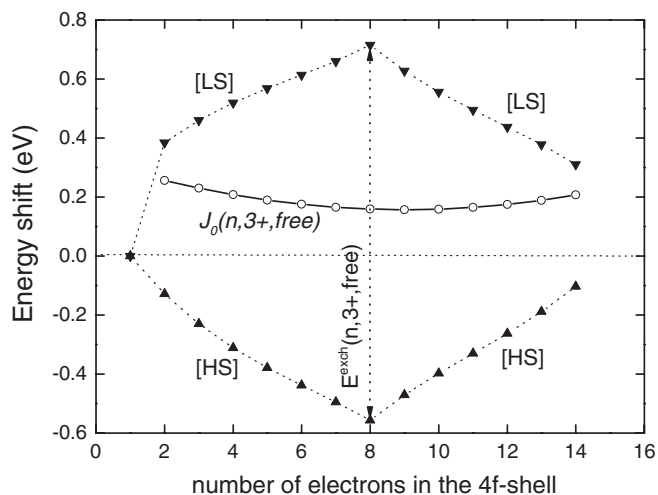 0.8
0.6
0.4
0.2
0.0
-0.2
-0.4
-0.6
Energy shift (eV)
[LS]
[LS]
J₀(n,3+,free)
E^exch(n,3+,free)
[HS]
[HS]
0 2 4 6 8 10 12 14 16
number of electrons in the 4f-shell